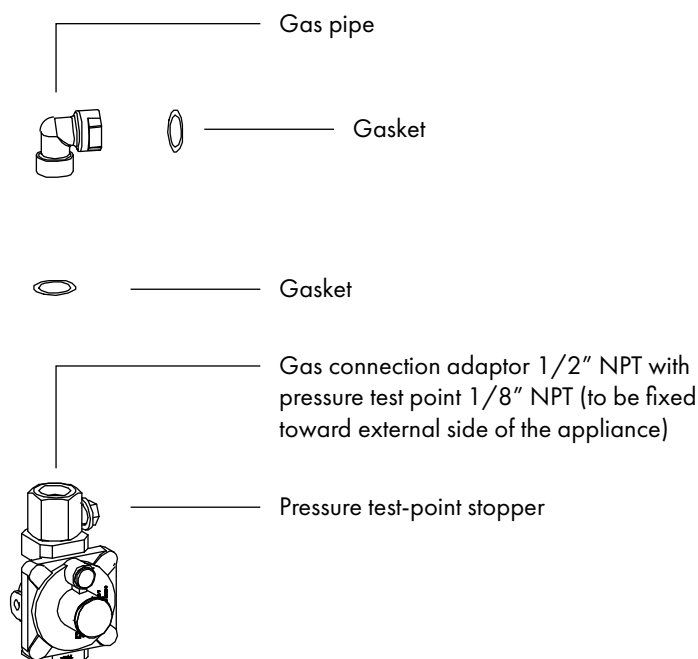 Gas pipe
Gasket
Gasket
Gas connection adaptor 1/2” NPT with
pressure test point 1/8” NPT (to be fixed
toward external side of the appliance)
Pressure test-point stopper